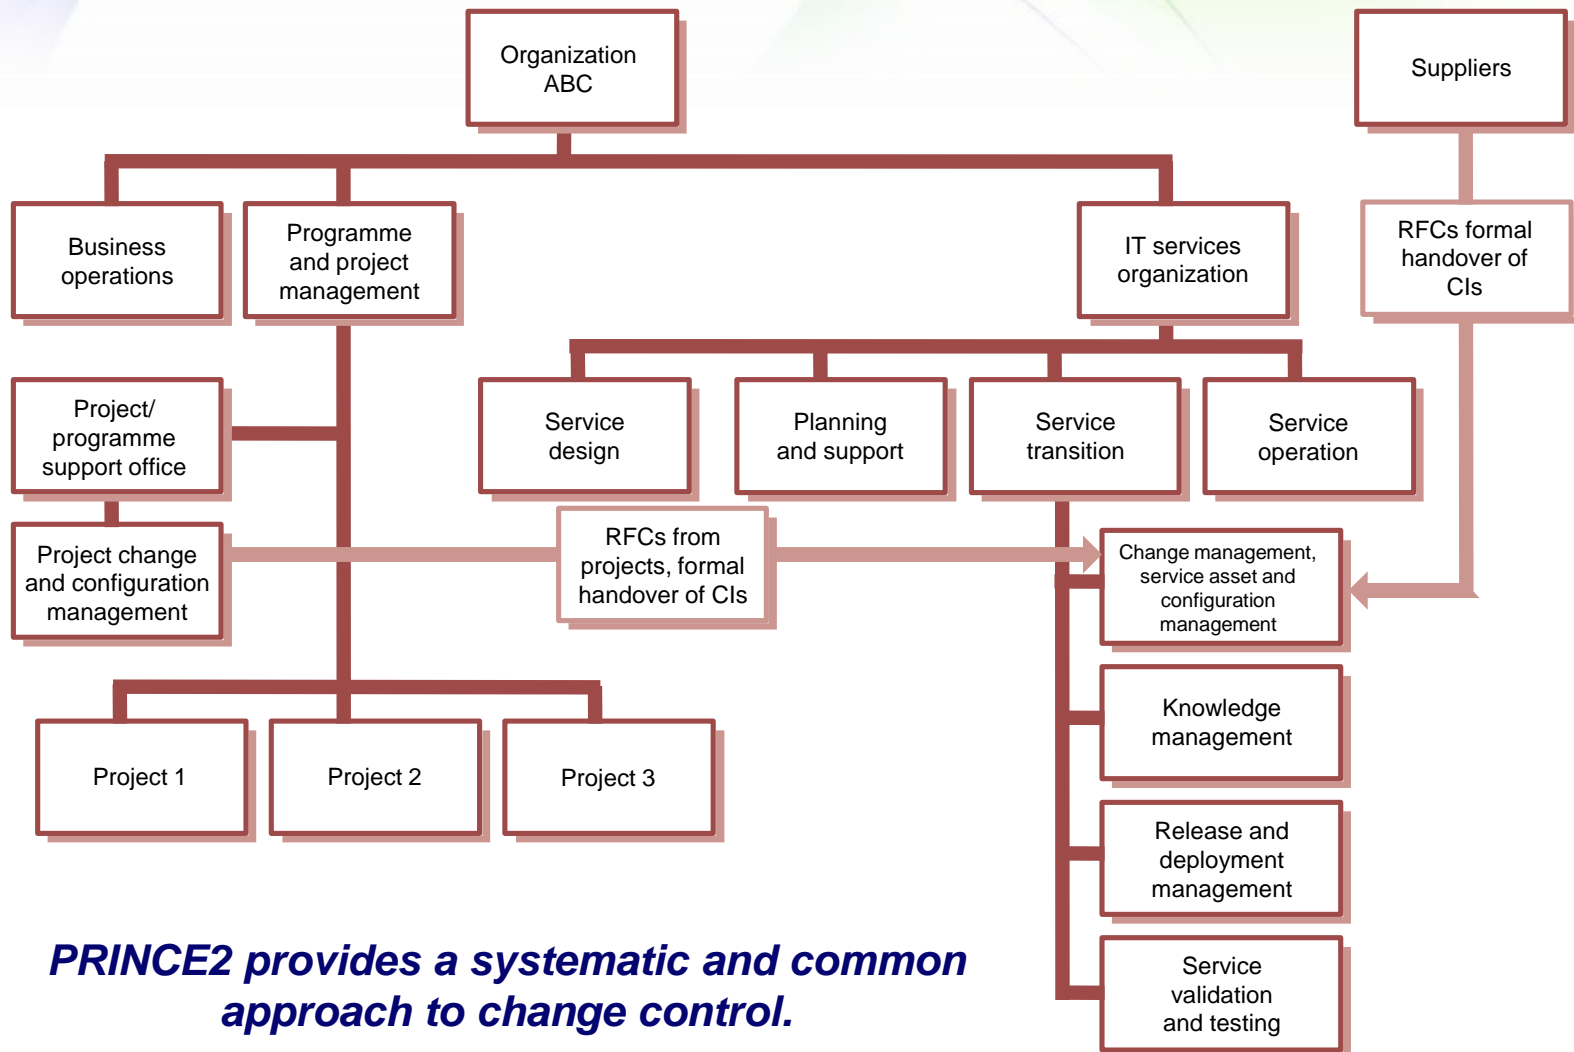 Organization
ABC
Suppliers
Business
operations
Programme
and project
management
IT services
organization
RFCs formal
handover of
CIs
Project/
programme
support office
Service
design
Planning
and support
Service
transition
Service
operation
Project change
and configuration
management
RFCs from
projects, formal
handover of CIs
Change management,
service asset and
configuration
management
Knowledge
management
Project 1
Project 2
Project 3
Release and
deployment
management
Service
validation
and testing
PRINCE2 provides a systematic and common
approach to change control.